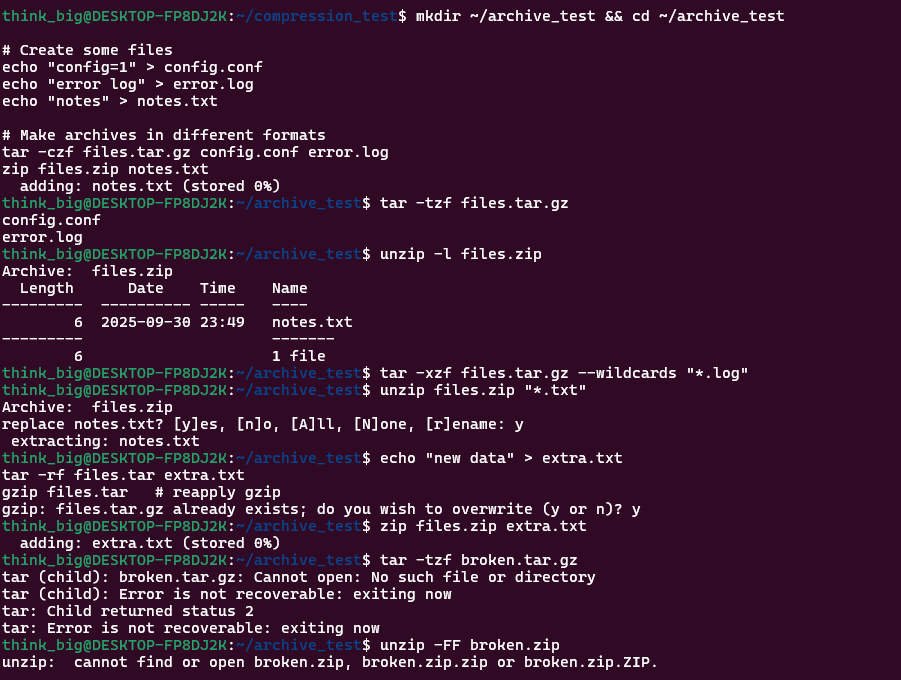 think_big@DESKTOP-FP8DJ2K:~/compression_test$ mkdir ~/archive_test && cd ~/archive_test
# Create some files
echo "config=1" > config.conf
echo "error log" > error.log
echo "notes" > notes.txt
# Make archives in different formats
tar -czf files.tar.gz config.conf error.log
zip files.zip notes.txt
  adding: notes.txt (stored 0%)
think_big@DESKTOP-FP8DJ2K:~/archive_test$ tar -tzf files.tar.gz
config.conf
error.log
think_big@DESKTOP-FP8DJ2K:~/archive_test$ unzip -l files.zip
Archive:  files.zip
  Length      Date    Time    Name
---------  ---------- -----   ----
        6  2025-09-30 23:49   notes.txt
---------                     -------
        6                     1 file
think_big@DESKTOP-FP8DJ2K:~/archive_test$ tar -xzf files.tar.gz --wildcards "*.log"
think_big@DESKTOP-FP8DJ2K:~/archive_test$ unzip files.zip "*.txt"
Archive:  files.zip
replace notes.txt? [y]es, [n]o, [A]ll, [N]one, [r]ename: y
 extracting: notes.txt
think_big@DESKTOP-FP8DJ2K:~/archive_test$ echo "new data" > extra.txt
tar -rf files.tar extra.txt
gzip files.tar   # reapply gzip
gzip: files.tar.gz already exists; do you wish to overwrite (y or n)? y
think_big@DESKTOP-FP8DJ2K:~/archive_test$ zip files.zip extra.txt
  adding: extra.txt (stored 0%)
think_big@DESKTOP-FP8DJ2K:~/archive_test$ tar -tzf broken.tar.gz
tar (child): broken.tar.gz: Cannot open: No such file or directory
tar (child): Error is not recoverable: exiting now
tar: Child returned status 2
tar: Error is not recoverable: exiting now
think_big@DESKTOP-FP8DJ2K:~/archive_test$ unzip -FF broken.zip
unzip:  cannot find or open broken.zip, broken.zip.zip or broken.zip.ZIP.